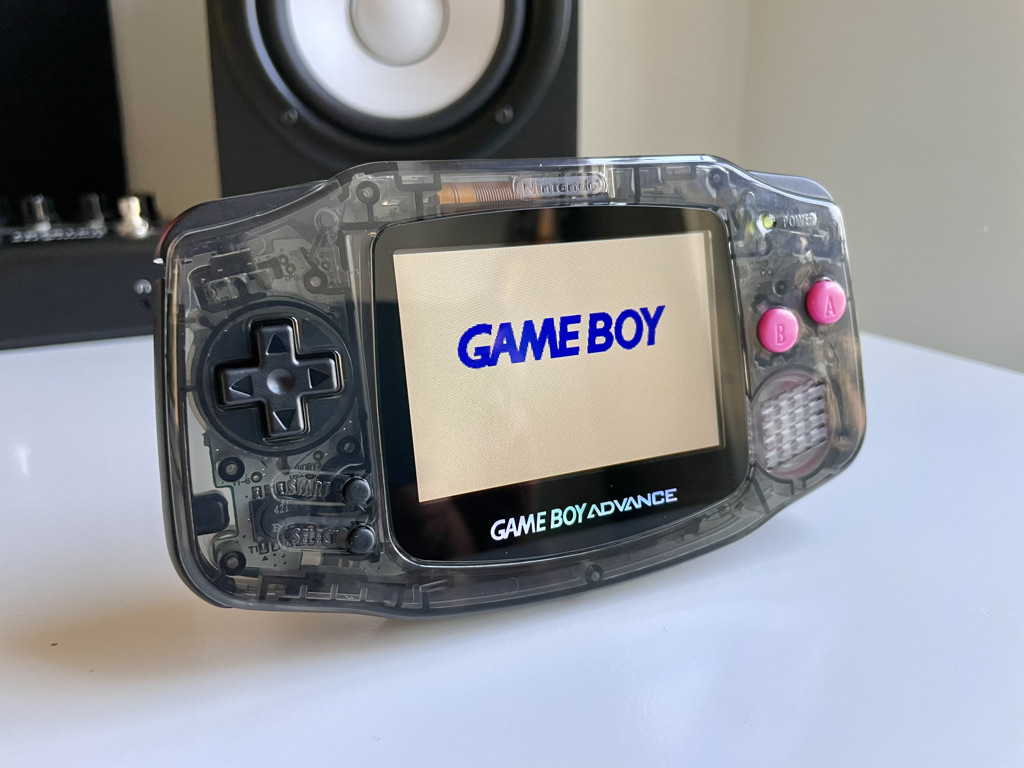 Nintendo
POWER
GAME BOY
A
B
START
SELECT
GAME BOY ADVANCE